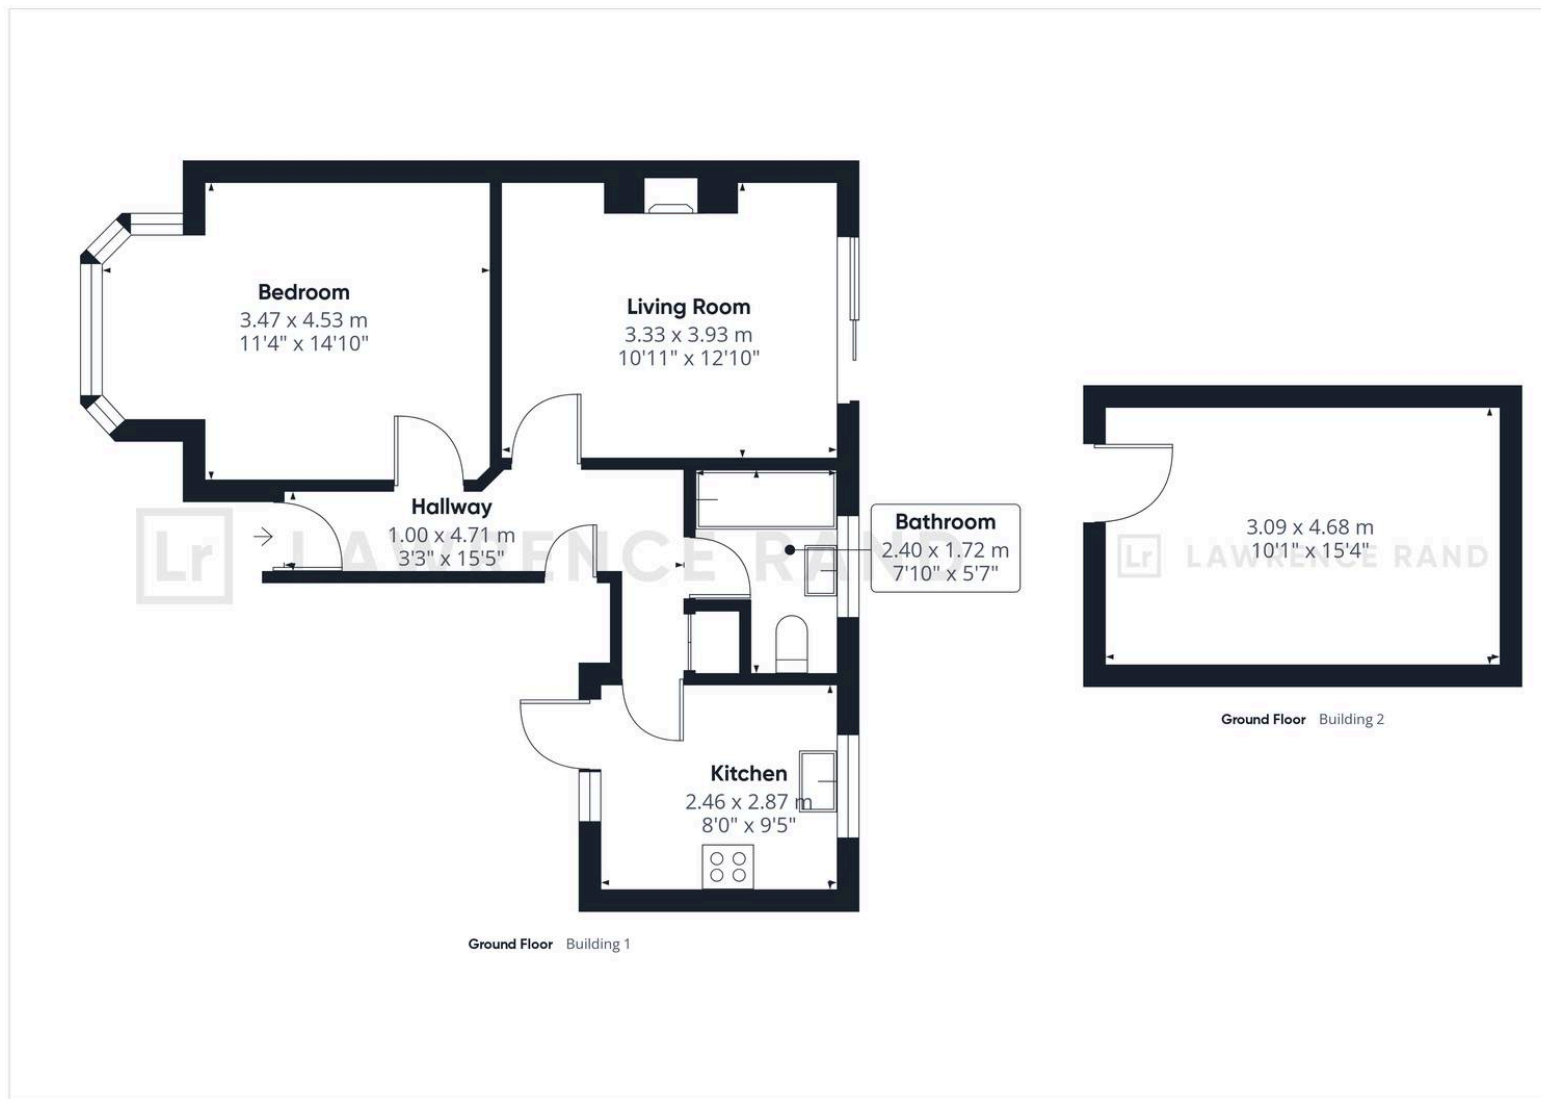 Bedroom
3.47 x 4.53 m
11'4" x 14'10"
Living Room
3.33 x 3.93 m
10'11" x 12'10"
Hallway
1.00 x 4.71 m
3'3" x 15'5"
Bathroom
2.40 x 1.72 m
7'10" x 5'7"
Lr LAWRENCE RAND
Kitchen
2.46 x 2.87 m
8'0" x 9'5"
Ground Floor Building 1
3.09 x 4.68 m
10'1" x 15'4"
Lr LAWRENCE RAND
Ground Floor Building 2